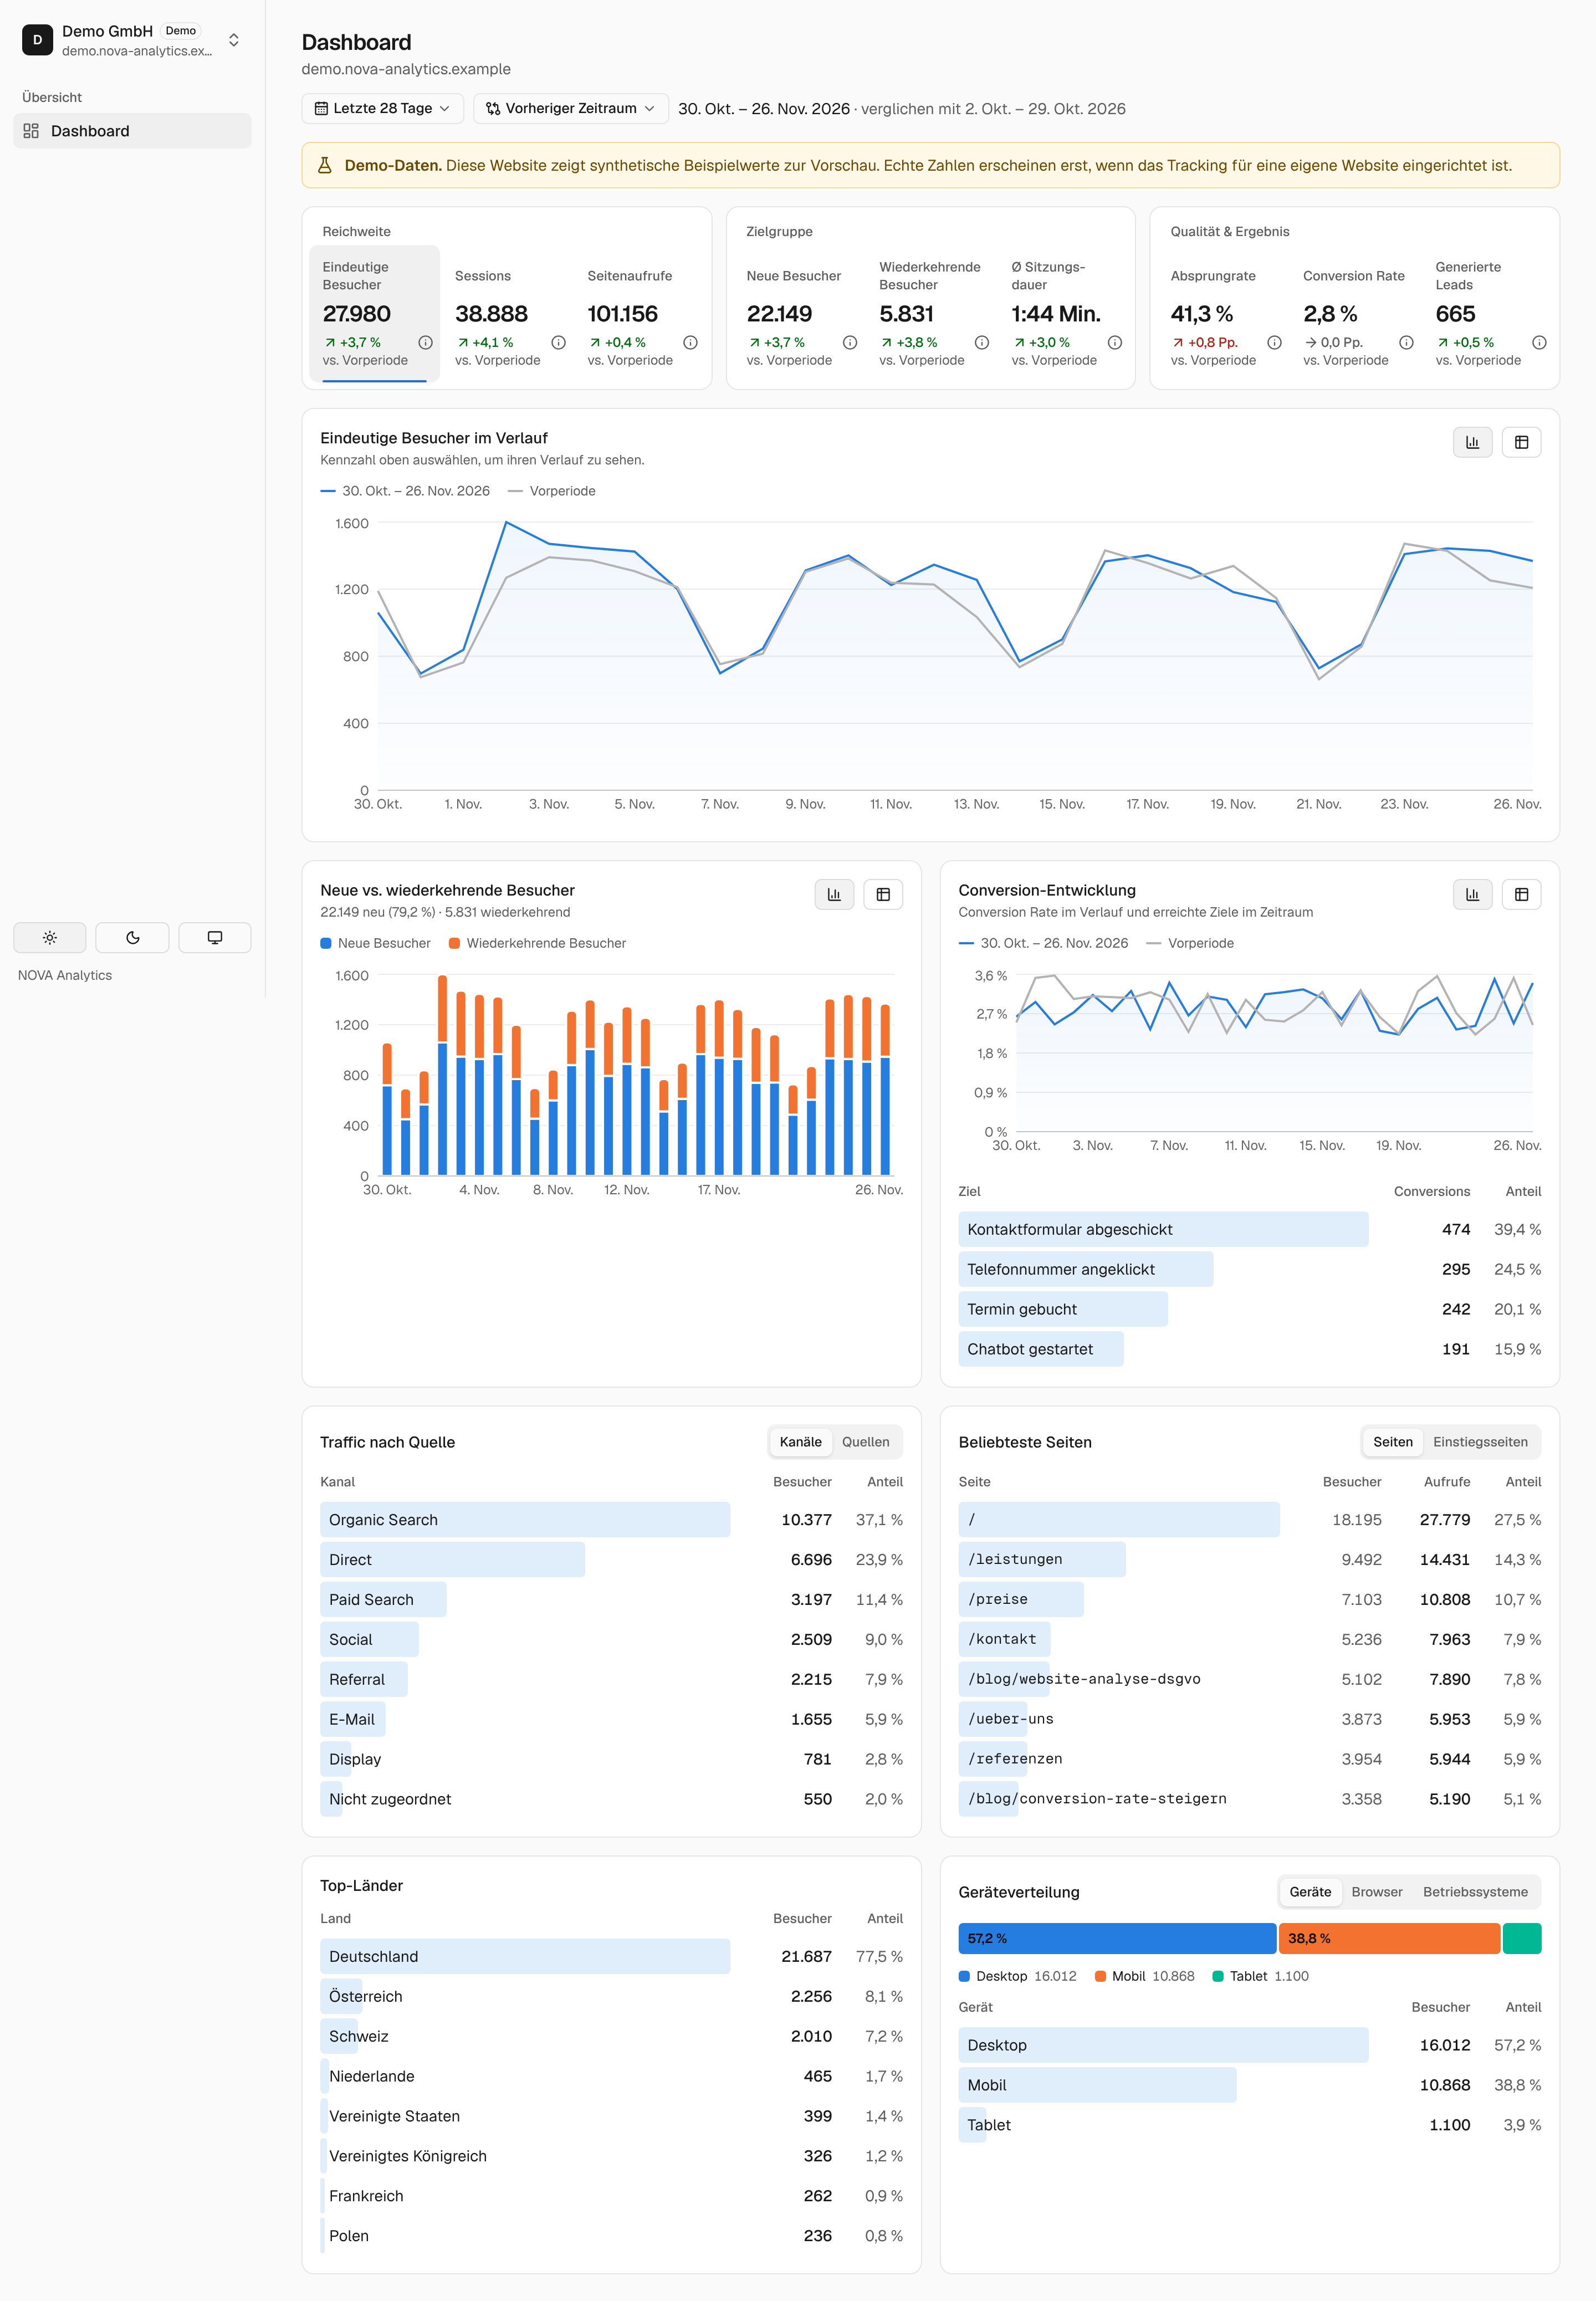 D
Demo GmbH Demo
demo.nova-analytics.ex...
Übersicht
Dashboard
NOVA Analytics
Dashboard
demo.nova-analytics.example
Letzte 28 Tage Vorheriger Zeitraum 30. Okt. – 26. Nov. 2026 · verglichen mit 2. Okt. – 29. Okt. 2026
Demo-Daten. Diese Website zeigt synthetische Beispielwerte zur Vorschau. Echte Zahlen erscheinen erst, wenn das Tracking für eine eigene Website eingerichtet ist.
Reichweite
Eindeutige
Besucher
27.980
+3,7 %
vs. Vorperiode
Sessions
38.888
+4,1 %
vs. Vorperiode
Seitenaufrufe
101.156
+0,4 %
vs. Vorperiode
Zielgruppe
Neue Besucher
22.149
+3,7 %
vs. Vorperiode
Wiederkehrende
Besucher
5.831
+3,8 %
vs. Vorperiode
Ø Sitzungs-
dauer
1:44 Min.
+3,0 %
vs. Vorperiode
Qualität & Ergebnis
Absprungrate
41,3 %
+0,8 Pp.
vs. Vorperiode
Conversion Rate
2,8 %
0,0 Pp.
vs. Vorperiode
Generierte
Leads
665
+0,5 %
vs. Vorperiode
Eindeutige Besucher im Verlauf
Kennzahl oben auswählen, um ihren Verlauf zu sehen.
30. Okt. – 26. Nov. 2026 Vorperiode
1.600
1.200
800
400
0
30. Okt. 1. Nov. 3. Nov. 5. Nov. 7. Nov. 9. Nov. 11. Nov. 13. Nov. 15. Nov. 17. Nov. 19. Nov. 21. Nov. 23. Nov. 26. Nov.
Neue vs. wiederkehrende Besucher
22.149 neu (79,2 %) · 5.831 wiederkehrend
Neue Besucher Wiederkehrende Besucher
1.600
1.200
800
400
0
30. Okt. 4. Nov. 8. Nov. 12. Nov. 17. Nov. 26. Nov.
Conversion-Entwicklung
Conversion Rate im Verlauf und erreichte Ziele im Zeitraum
30. Okt. – 26. Nov. 2026 Vorperiode
3,6 %
2,7 %
1,8 %
0,9 %
0 %
30. Okt. 3. Nov. 7. Nov. 11. Nov. 15. Nov. 19. Nov. 26. Nov.
Ziel Conversions Anteil
Kontaktformular abgeschickt 474 39,4 %
Telefonnummer angeklickt 295 24,5 %
Termin gebucht 242 20,1 %
Chatbot gestartet 191 15,9 %
Traffic nach Quelle Kanäle Quellen
Kanal Besucher Anteil
Organic Search 10.377 37,1 %
Direct 6.696 23,9 %
Paid Search 3.197 11,4 %
Social 2.509 9,0 %
Referral 2.215 7,9 %
E-Mail 1.655 5,9 %
Display 781 2,8 %
Nicht zugeordnet 550 2,0 %
Beliebteste Seiten Seiten Einstiegsseiten
Seite Besucher Aufrufe Anteil
/ 18.195 27.779 27,5 %
/leistungen 9.492 14.431 14,3 %
/preise 7.103 10.808 10,7 %
/kontakt 5.236 7.963 7,9 %
/blog/website-analyse-dsgvo 5.102 7.890 7,8 %
/ueber-uns 3.873 5.953 5,9 %
/referenzen 3.954 5.944 5,9 %
/blog/conversion-rate-steigern 3.358 5.190 5,1 %
Top-Länder
Land Besucher Anteil
Deutschland 21.687 77,5 %
Österreich 2.256 8,1 %
Schweiz 2.010 7,2 %
Niederlande 465 1,7 %
Vereinigte Staaten 399 1,4 %
Vereinigtes Königreich 326 1,2 %
Frankreich 262 0,9 %
Polen 236 0,8 %
Geräteverteilung Geräte Browser Betriebssysteme
57,2 % 38,8 %
Desktop 16.012 Mobil 10.868 Tablet 1.100
Gerät Besucher Anteil
Desktop 16.012 57,2 %
Mobil 10.868 38,8 %
Tablet 1.100 3,9 %